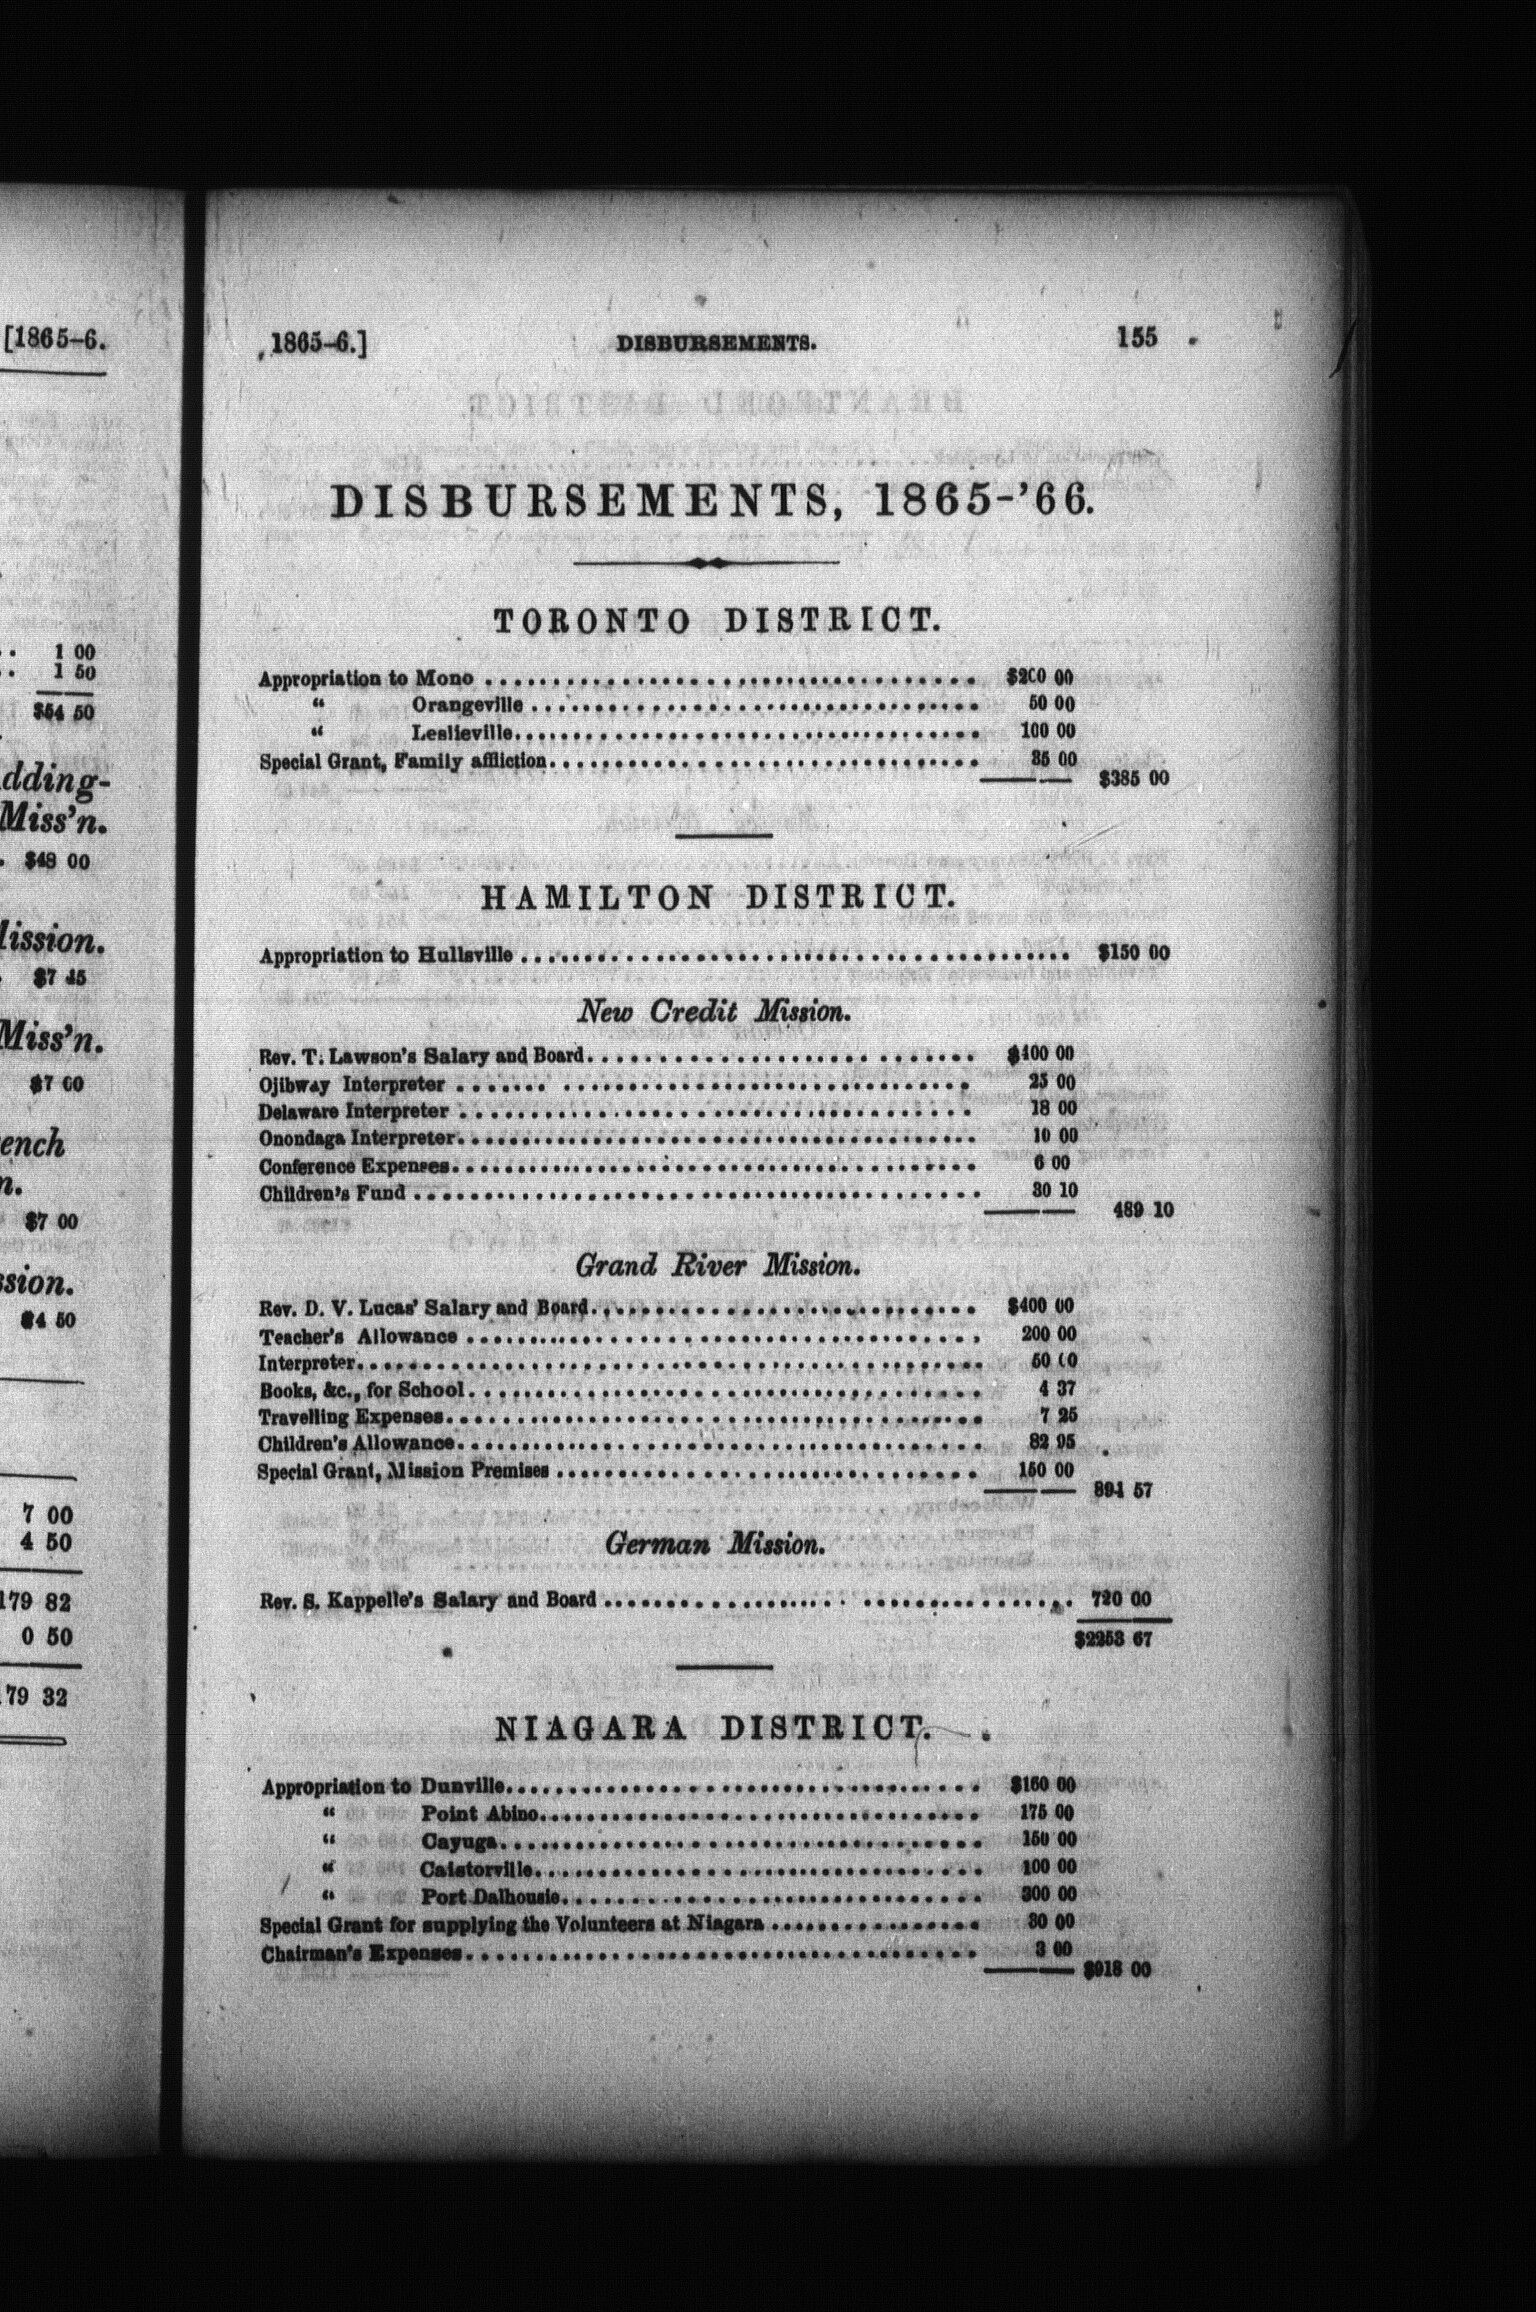 [1865–6.
1 00
1 50
$54 50
dding-
Miss'n.
$48 00
lission.
$7 45
Miss'n.
$7 00
ench
n.
$7 00
ssion.
$4 50
7 00
4 50
179 82
0 50
179 32
1865–6.] DISBURSEMENTS. 155
DISBURSEMENTS, 1865–'66.
TORONTO DISTRICT.
Appropriation to Mono ........ $200 00
" Orangeville ........ 50 00
" Leslieville ........ 100 00
Special Grant, Family affliction ........ 35 00
$385 00
HAMILTON DISTRICT.
Appropriation to Hullsville ........ $150 00
New Credit Mission.
Rev. T. Lawson's Salary and Board ........ $400 00
Ojibway Interpreter ........ 25 00
Delaware Interpreter ........ 18 00
Onondaga Interpreter ........ 10 00
Conference Expenses ........ 6 00
Children's Fund ........ 30 10
489 10
Grand River Mission.
Rev. D. V. Lucas' Salary and Board ........ $400 00
Teacher's Allowance ........ 200 00
Interpreter ........ 50 00
Books, &c., for School ........ 4 37
Travelling Expenses ........ 7 25
Children's Allowance ........ 82 95
Special Grant, Mission Premises ........ 150 00
894 57
German Mission.
Rev. S. Kappelle's Salary and Board ........ 720 00
$2253 67
NIAGARA DISTRICT.
Appropriation to Dunville ........ $160 00
" Point Abino ........ 175 00
" Cayuga ........ 150 00
" Caistorville ........ 100 00
" Port Dalhousie ........ 300 00
Special Grant for supplying the Volunteers at Niagara ........ 30 00
Chairman's Expenses ........ 3 00
$918 00